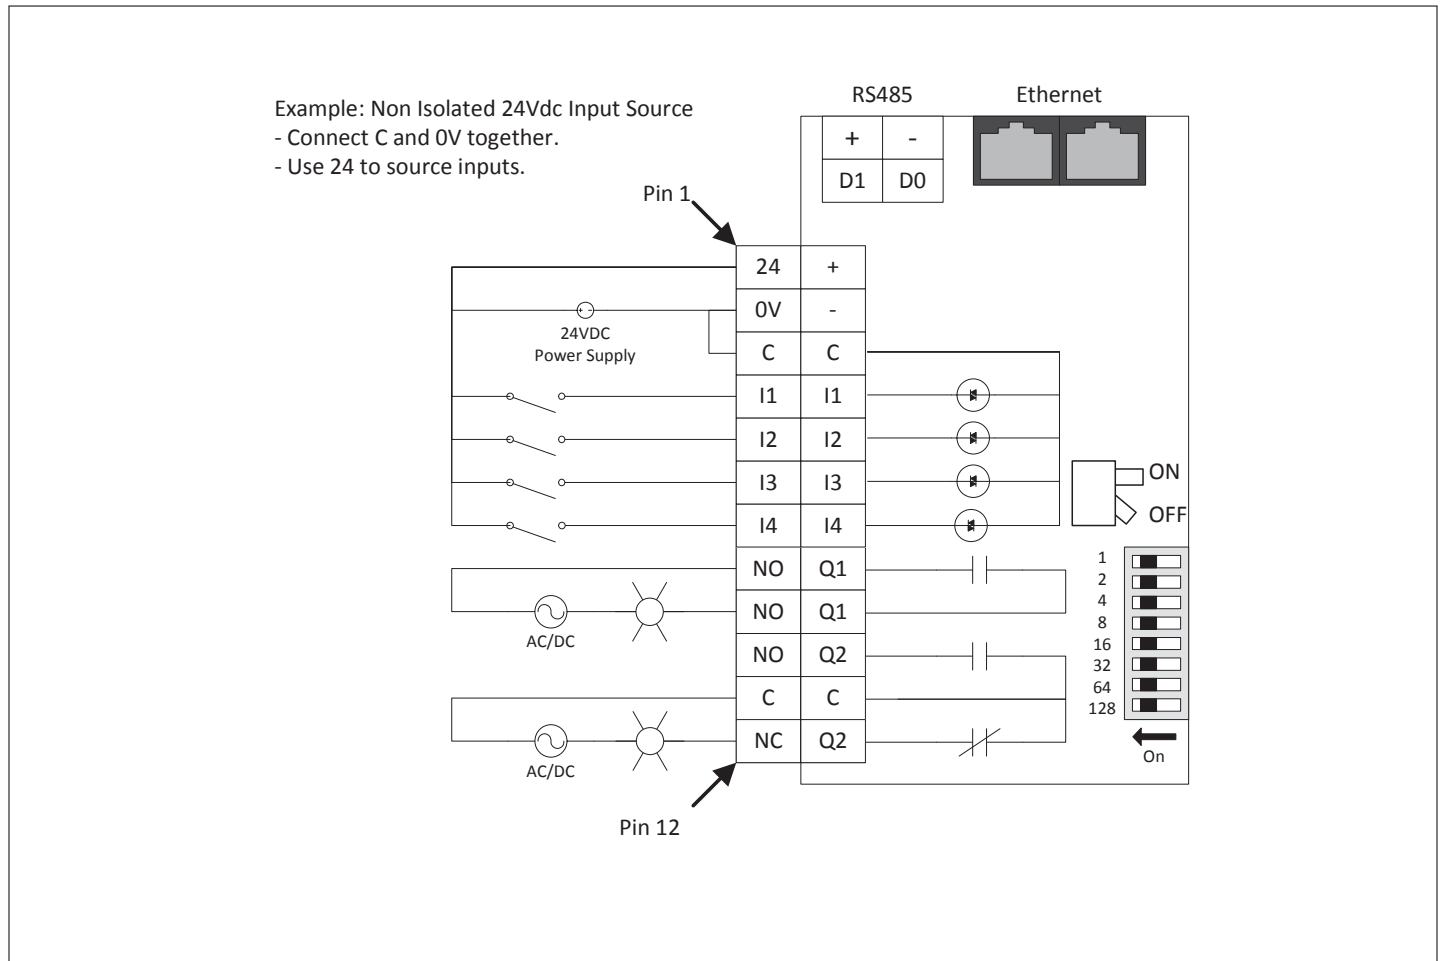 Example: Non Isolated 24Vdc Input Source
- Connect C and 0V together.
- Use 24 to source inputs.
RS485 Ethernet
+ -
D1 D0
Pin 1
24 +
0V -
24VDC
Power Supply
C C
I1 I1
I2 I2
I3 I3
I4 I4
ON
OFF
NO Q1
NO Q1
AC/DC
NO Q2
C C
NC Q2
AC/DC
1
2
4
8
16
32
64
128
On
Pin 12